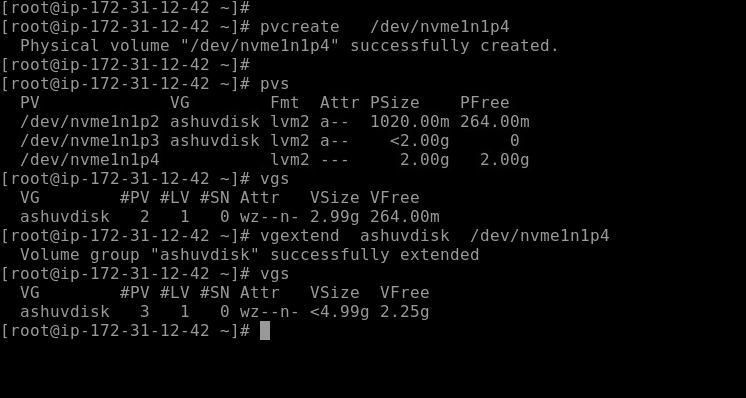 [root@ip-172-31-12-42 ~]#
[root@ip-172-31-12-42 ~]# pvcreate   /dev/nvme1n1p4
  Physical volume "/dev/nvme1n1p4" successfully created.
[root@ip-172-31-12-42 ~]#
[root@ip-172-31-12-42 ~]# pvs
  PV             VG        Fmt  Attr PSize    PFree
  /dev/nvme1n1p2 ashuvdisk lvm2 a--  1020.00m 264.00m
  /dev/nvme1n1p3 ashuvdisk lvm2 a--    <2.00g      0
  /dev/nvme1n1p4           lvm2 ---     2.00g   2.00g
[root@ip-172-31-12-42 ~]# vgs
  VG        #PV #LV #SN Attr   VSize VFree
  ashuvdisk   2   1   0 wz--n- 2.99g 264.00m
[root@ip-172-31-12-42 ~]# vgextend  ashuvdisk  /dev/nvme1n1p4
  Volume group "ashuvdisk" successfully extended
[root@ip-172-31-12-42 ~]# vgs
  VG        #PV #LV #SN Attr   VSize  VFree
  ashuvdisk   3   1   0 wz--n- <4.99g 2.25g
[root@ip-172-31-12-42 ~]#